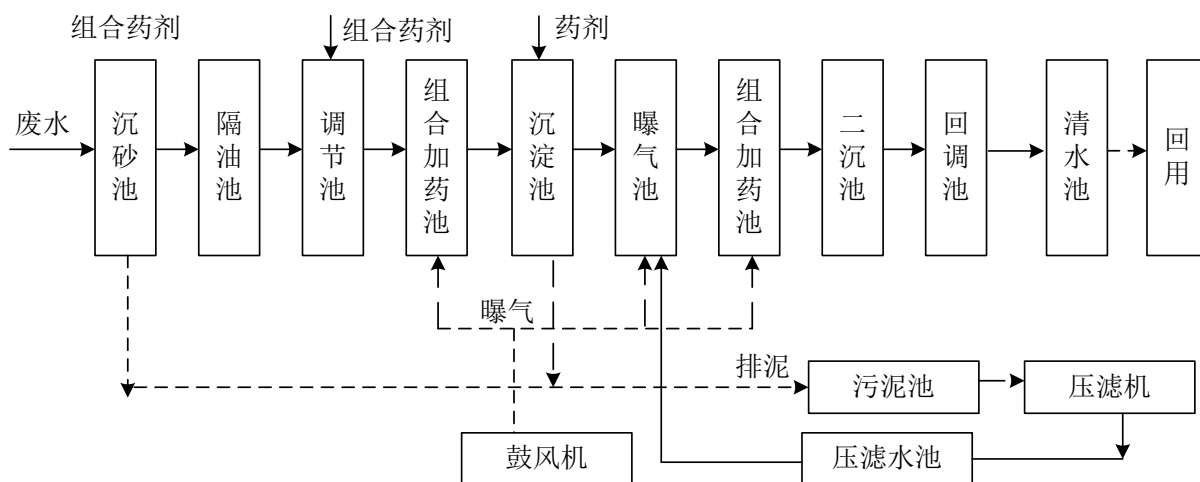 组合药剂
组合药剂
药剂
废水
沉砂池
隔油池
调节池
组合加药池
沉淀池
曝气池
组合加药池
二沉池
回调池
清水池
回用
曝气
排泥
污泥池
压滤机
鼓风机
压滤水池